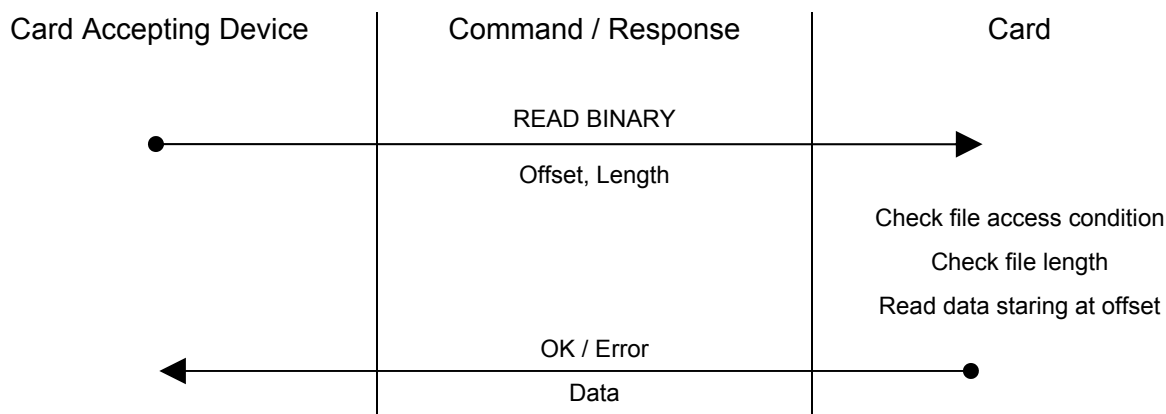 Card Accepting Device
Command / Response
Card
READ BINARY
Offset, Length
Check file access condition
Check file length
Read data staring at offset
OK / Error
Data